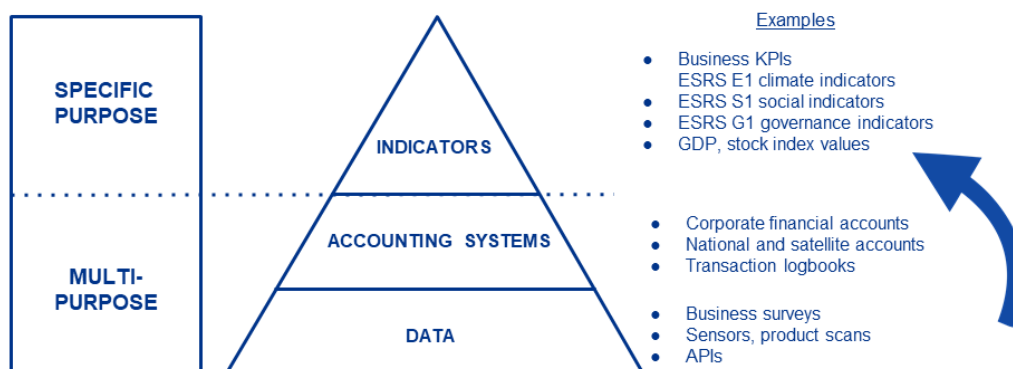 SPECIFIC
PURPOSE
MULTI-
PURPOSE
INDICATORS
ACCOUNTING SYSTEMS
DATA
Examples
● Business KPIs
ESRS E1 climate indicators
● ESRS S1 social indicators
● ESRS G1 governance indicators
● GDP, stock index values
● Corporate financial accounts
● National and satellite accounts
● Transaction logbooks
● Business surveys
● Sensors, product scans
● APIs